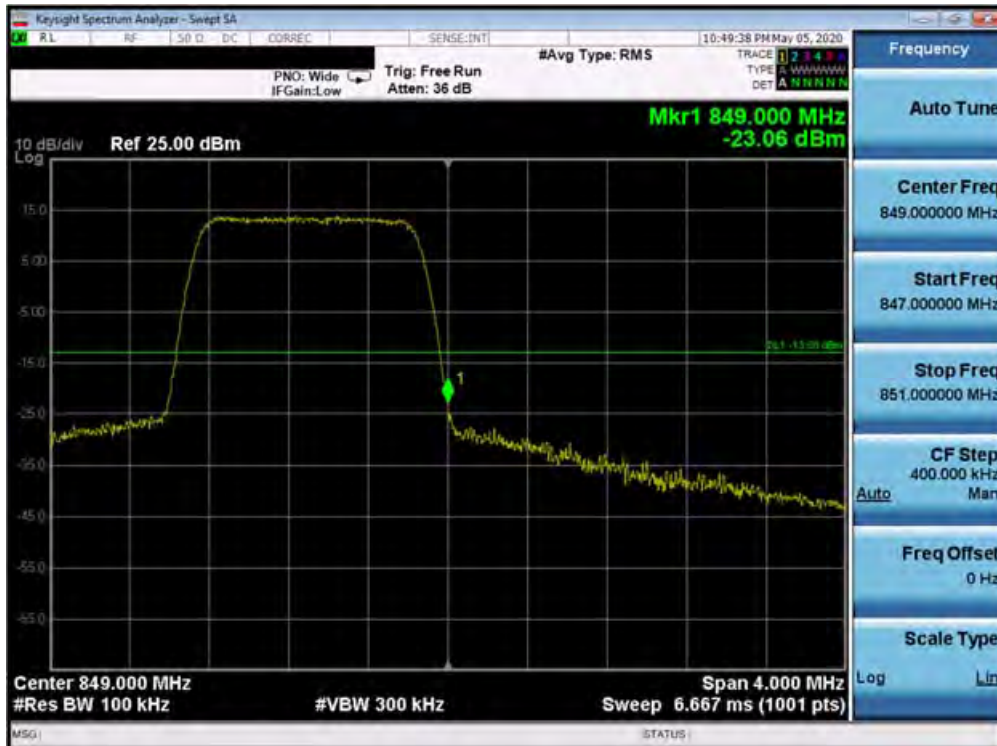 Keysight Spectrum Analyzer - Swept SA
RL RF 50 Ω DC CORREC SENSE:INT 10:49:38 PM May 05, 2020
#Avg Type: RMS
TRACE 1 2 3 4 5 6
PNO: Wide Trig: Free Run
TYPE A WWWWW
IFGain:Low Atten: 36 dB
DET A N N N N N
Mkr1 849.000 MHz
-23.06 dBm
10 dB/div Ref 25.00 dBm
Log
15.0
5.00
-5.00
DL1 -13.00 dBm
-15.0
1
-25.0
-35.0
-45.0
-55.0
-65.0
Center 849.000 MHz Span 4.000 MHz
#Res BW 100 kHz #VBW 300 kHz Sweep 6.667 ms (1001 pts)
MSG STATUS
Frequency
Auto Tune
Center Freq
849.000000 MHz
Start Freq
847.000000 MHz
Stop Freq
851.000000 MHz
CF Step
400.000 kHz
Auto Man
Freq Offset
0 Hz
Scale Type
Log Lin